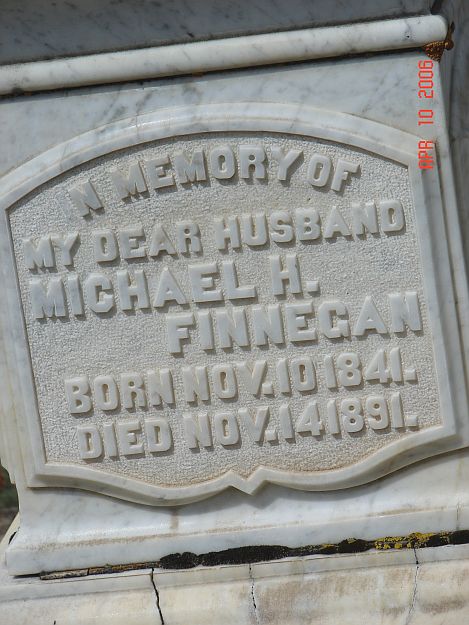 IN MEMORY OF
MY DEAR HUSBAND
MICHAEL H.
FINNEGAN
BORN NOV. 10 1841.
DIED NOV. 14 1891.
APR 10 2006